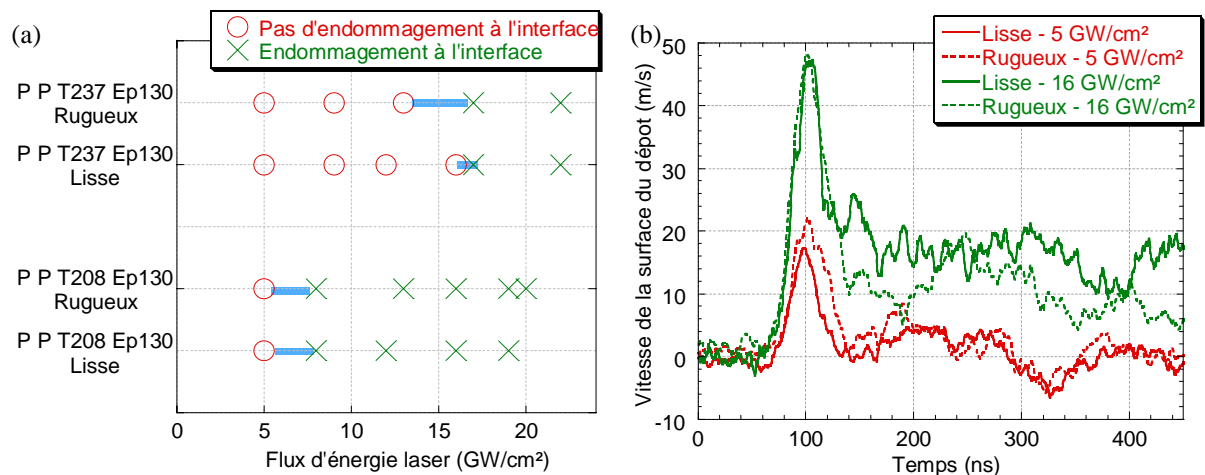 (a)
Pas d'endommagement à l'interface
Endommagement à l'interface
P P T237 Ep130
Rugueux
P P T237 Ep130
Lisse
P P T208 Ep130
Rugueux
P P T208 Ep130
Lisse
0 5 10 15 20
Flux d'énergie laser (GW/cm²)
(b)
Lisse - 5 GW/cm²
Rugueux - 5 GW/cm²
Lisse - 16 GW/cm²
Rugueux - 16 GW/cm²
Vitesse de la surface du dépot (m/s)
50
40
30
20
10
0
-10
0 100 200 300 400
Temps (ns)